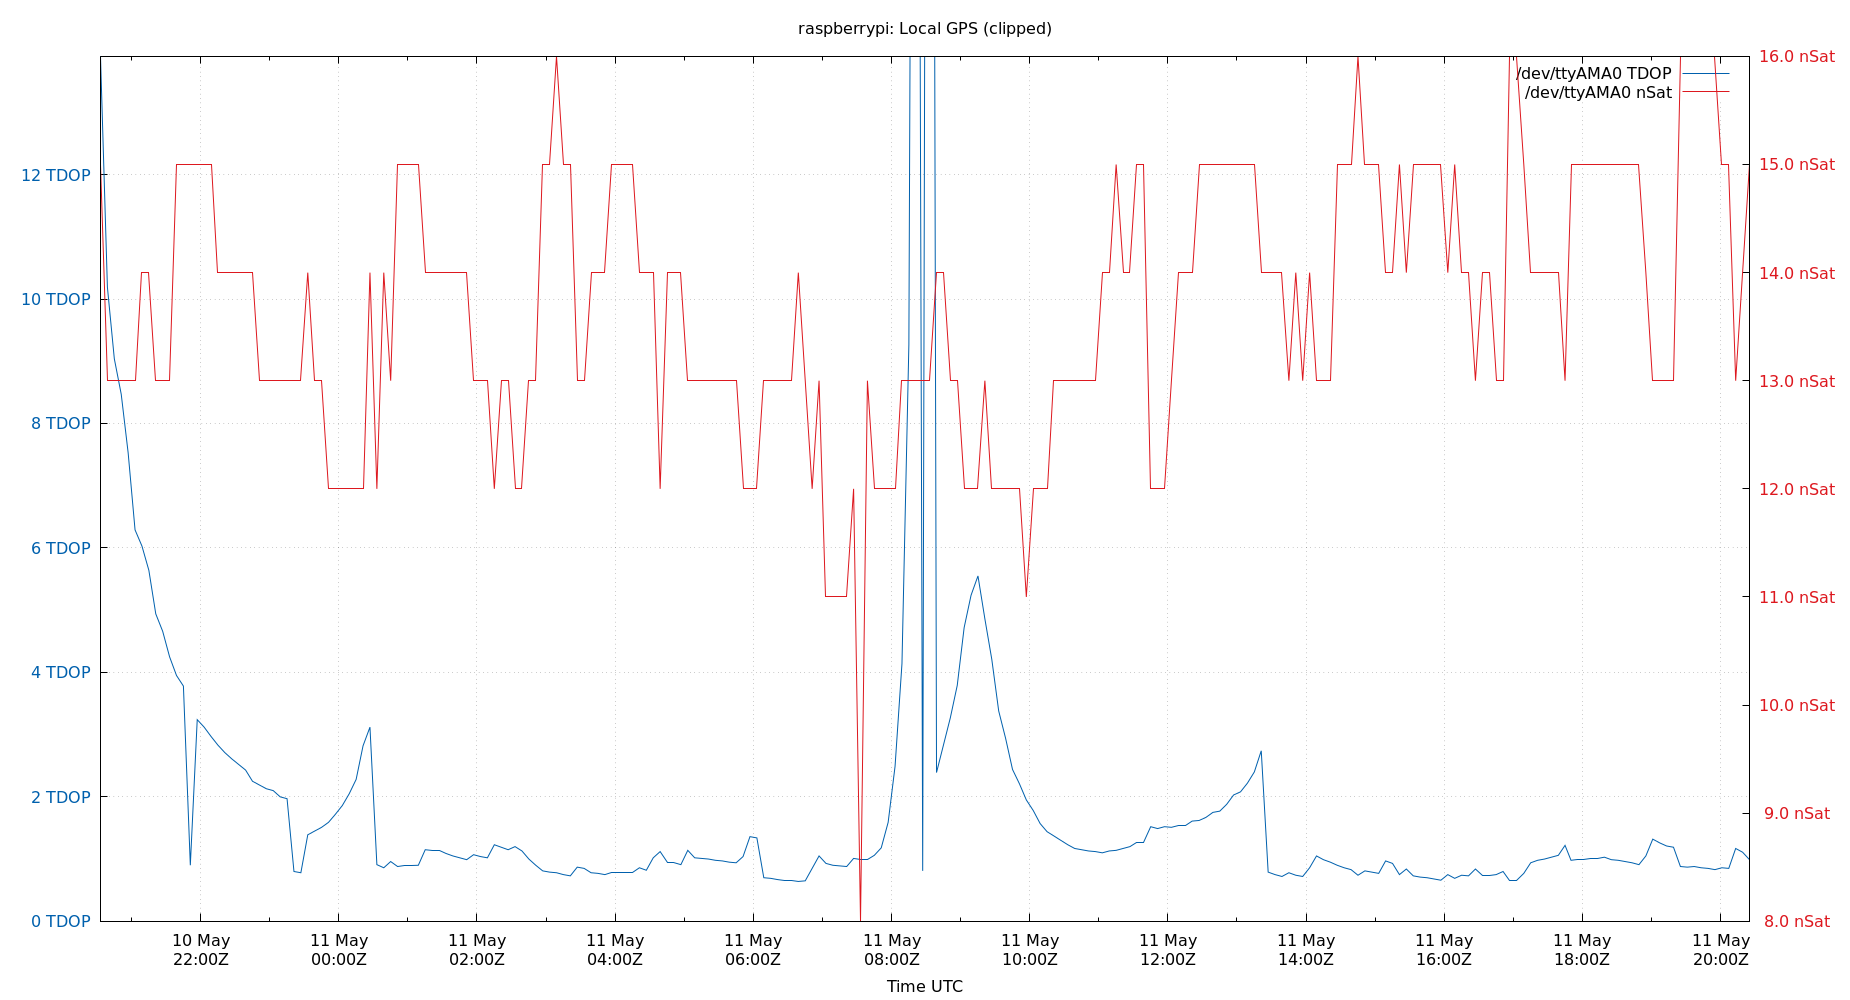 raspberrypi: Local GPS (clipped)
16.0 nSat
/dev/ttyAMA0 TDOP
/dev/ttyAMA0 nSat
15.0 nSat
12 TDOP
14.0 nSat
10 TDOP
13.0 nSat
8 TDOP
12.0 nSat
6 TDOP
11.0 nSat
4 TDOP
10.0 nSat
2 TDOP
9.0 nSat
0 TDOP
8.0 nSat
10 May 11 May 11 May 11 May 11 May 11 May 11 May 11 May 11 May 11 May 11 May 11 May
22:00Z 00:00Z 02:00Z 04:00Z 06:00Z 08:00Z 10:00Z 12:00Z 14:00Z 16:00Z 18:00Z 20:00Z
Time UTC